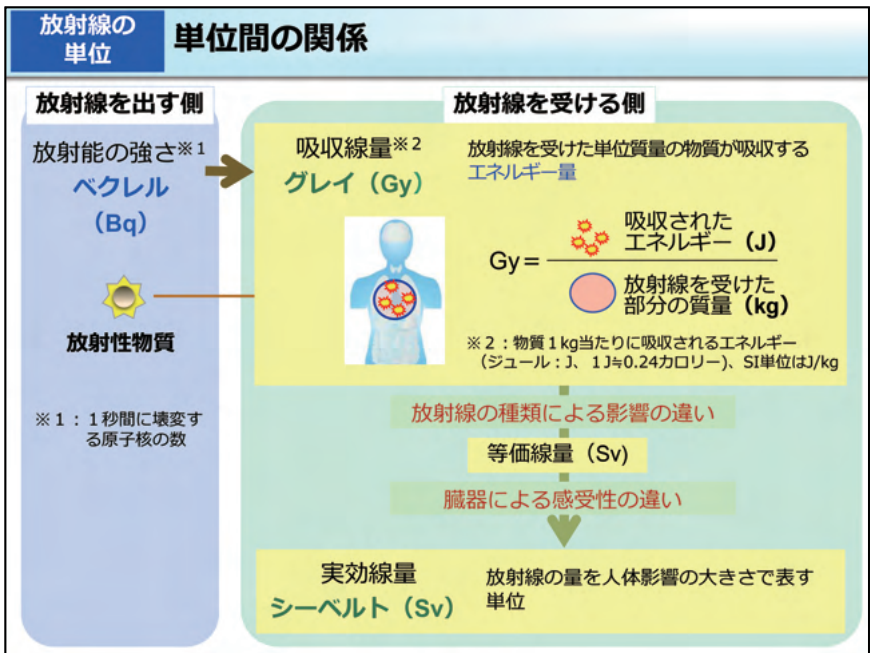 放射線の
単位
単位間の関係
放射線を出す側
放射能の強さ※1
ベクレル
（Bq）
放射性物質
※1：1秒間に壊変す
る原子核の数
放射線を受ける側
吸収線量※2
グレイ（Gy）
放射線を受けた単位質量の物質が吸収する
エネルギー量
Gy＝
吸収された
エネルギー（J）
放射線を受けた
部分の質量（kg）
※2：物質1kg当たりに吸収されるエネルギー
（ジュール：J、1J≒0.24カロリー）、SI単位はJ/kg
放射線の種類による影響の違い
等価線量（Sv）
臓器による感受性の違い
実効線量
シーベルト（Sv）
放射線の量を人体影響の大きさで表す
単位